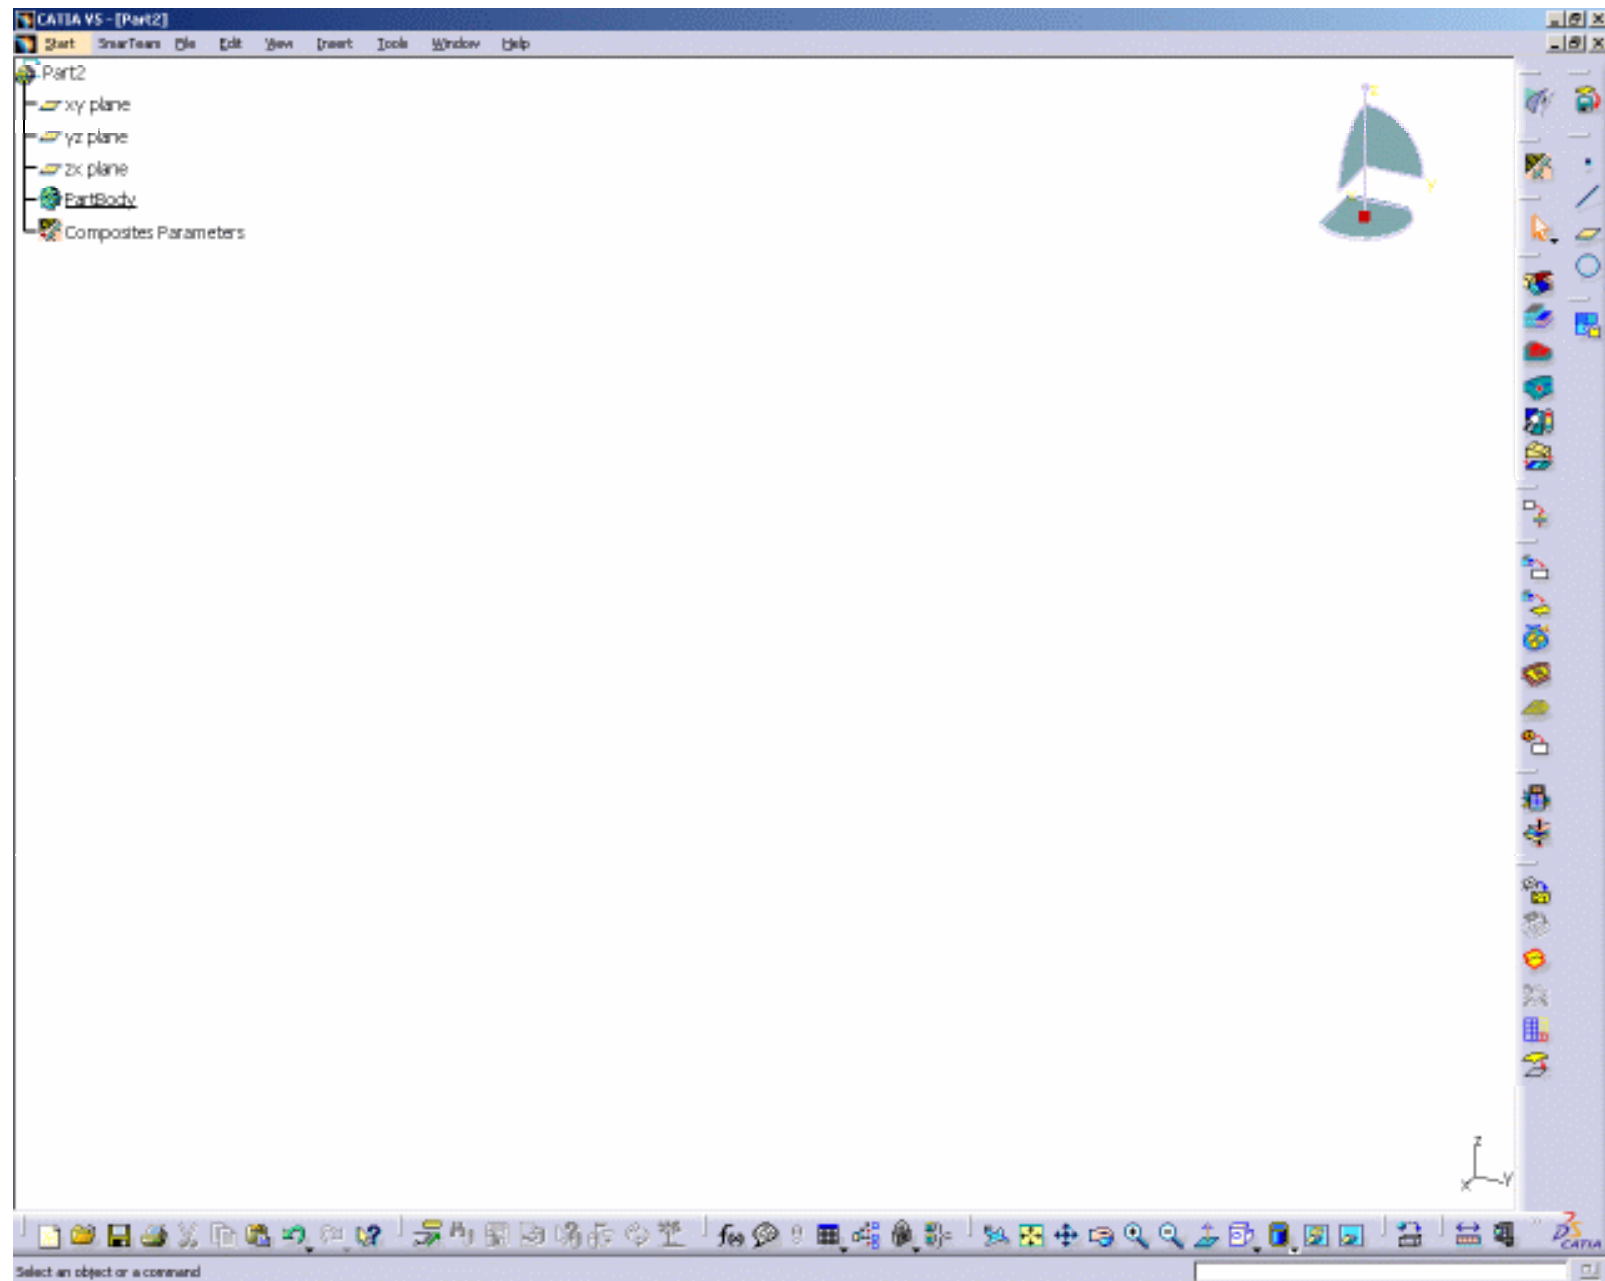 CATIA V5 - [Part2]
Start SmarTeam File Edit View Insert Tools Window Help
Part2
xy plane
yz plane
zx plane
PartBody
Composites Parameters
z
y
x
z
y
x
f(x)
CATIA
Select an object or a command